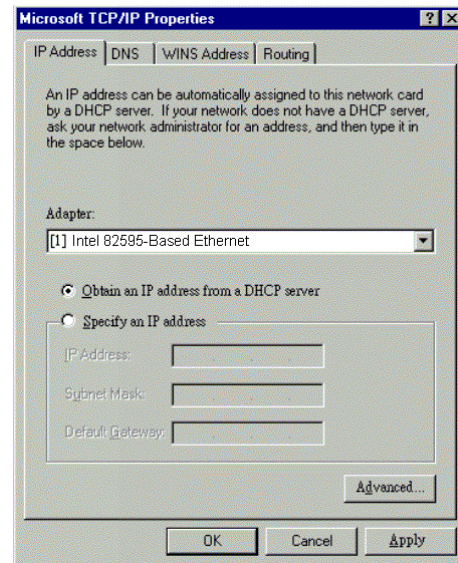 Microsoft TCP/IP Properties
IP Address DNS WINS Address Routing
An IP address can be automatically assigned to this network card
by a DHCP server. If your network does not have a DHCP server,
ask your network administrator for an address, and then type it in
the space below.
Adapter:
[1] Intel 82595-Based Ethernet
Obtain an IP address from a DHCP server
Specify an IP address
IP Address:
Subnet Mask:
Default Gateway:
Advanced...
OK Cancel Apply